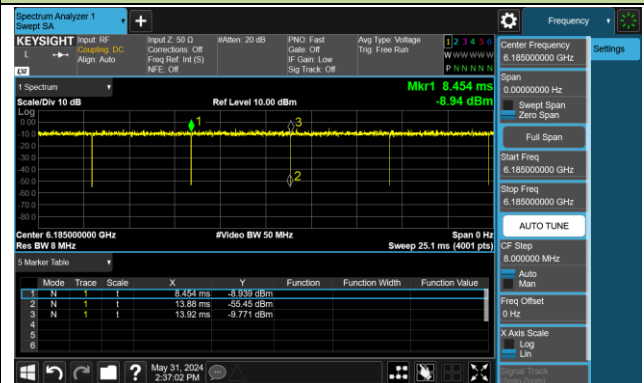 Spectrum Analyzer 1
Swept SA
+
Frequency
KEYSIGHT
Input: RF
Coupling: DC
Align: Auto
Input Z: 50 Ω
Corrections: Off
Freq Ref: Int (S)
NFE: Off
#Atten: 20 dB
PNO: Fast
Gate: Off
IF Gain: Low
Sig Track: Off
Avg Type: Voltage
Trig: Free Run
1 2 3 4 5 6
W W W W W W
P N N N N N
L
LXI
1 Spectrum
Scale/Div 10 dB
Ref Level 10.00 dBm
Mkr1 8.454 ms
-8.94 dBm
Log
0.00
-10.0
-20.0
-30.0
-40.0
-50.0
-60.0
-70.0
-80.0
1
3
2
Center 6.185000000 GHz
#Video BW 50 MHz
Span 0 Hz
Res BW 8 MHz
Sweep 25.1 ms (4001 pts)
5 Marker Table
Mode Trace Scale X Y Function Function Width Function Value
1 N 1 t 8.454 ms -8.939 dBm
2 N 1 t 13.88 ms -55.45 dBm
3 N 1 t 13.92 ms -9.771 dBm
4
5
6
?
May 31, 2024
2:37:02 PM
Center Frequency
6.185000000 GHz
Settings
Span
0.00000000 Hz
Swept Span
Zero Span
Full Span
Start Freq
6.185000000 GHz
Stop Freq
6.185000000 GHz
AUTO TUNE
CF Step
8.000000 MHz
Auto
Man
Freq Offset
0 Hz
X Axis Scale
Log
Lin
Signal Track
(Span Zoom)